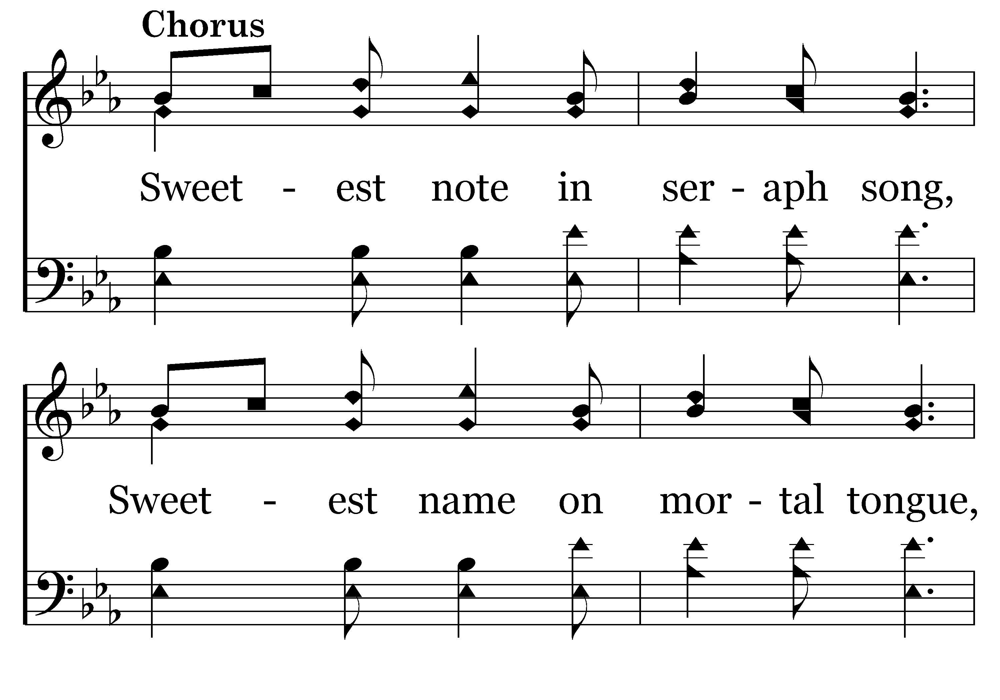 Chorus
Sweet - est note in ser - aph song,
Sweet - est name on mor - tal tongue,